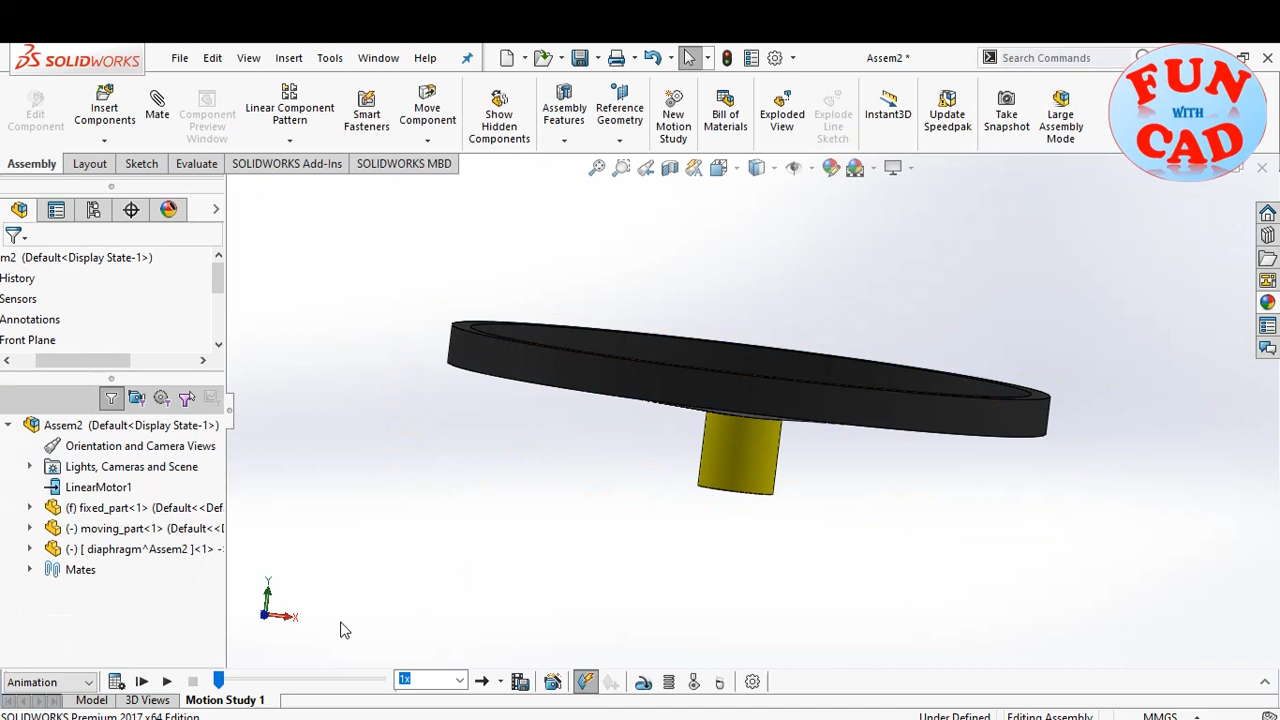 SOLIDWORKS
File Edit View Insert Tools Window Help
Assem2 *
Search Commands
FUN
WITH
CAD
Edit
Component
Insert
Components
Mate
Component
Preview
Window
Linear Component
Pattern
Smart
Fasteners
Move
Component
Show
Hidden
Components
Assembly
Features
Reference
Geometry
New
Motion
Study
Bill of
Materials
Exploded
View
Explode
Line
Sketch
Instant3D
Update
Speedpak
Take
Snapshot
Large
Assembly
Mode
Assembly Layout Sketch Evaluate SOLIDWORKS Add-Ins SOLIDWORKS MBD
m2 (Default<Display State-1>)
History
Sensors
Annotations
Front Plane
Assem2 (Default<Display State-1>)
Orientation and Camera Views
Lights, Cameras and Scene
LinearMotor1
(f) fixed_part<1> (Default<<Def
(-) moving_part<1> (Default<<D
(-) [ diaphragm^Assem2 ]<1> -
Mates
Y
X
Animation
1x
Model 3D Views Motion Study 1
SOLIDWORKS Premium 2017 x64 Edition
Under Defined Editing Assembly MMGS